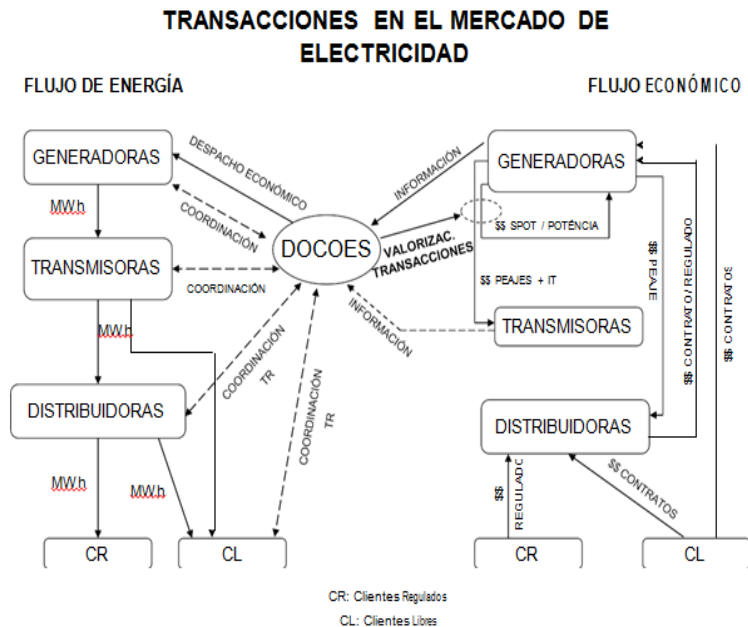 TRANSACCIONES EN EL MERCADO DE
ELECTRICIDAD
FLUJO DE ENERGÍA
FLUJO ECONÓMICO
GENERADORAS
DESPACHO ECONÓMICO
INFORMACIÓN
GENERADORAS
MW.h
COORDINACIÓN
DOCOES
VALORIZAC.
TRANSACCIONES
$$ SPOT / POTÉNCIA
TRANSMISORAS
COORDINACIÓN
$$ PEAJES + IT
$$ PEAJE
$$ CONTRATO/REGULADO
$$ CONTRATOS
MW.h
INFORMACIÓN
TRANSMISORAS
COORDINACIÓN
TR
COORDINACIÓN
TR
DISTRIBUIDORAS
DISTRIBUIDORAS
MW.h
MW.h
$$
REGULADO
$$ CONTRATOS
CR
CL
CR
CL
CR: Clientes Regulados
CL: Clientes Libres